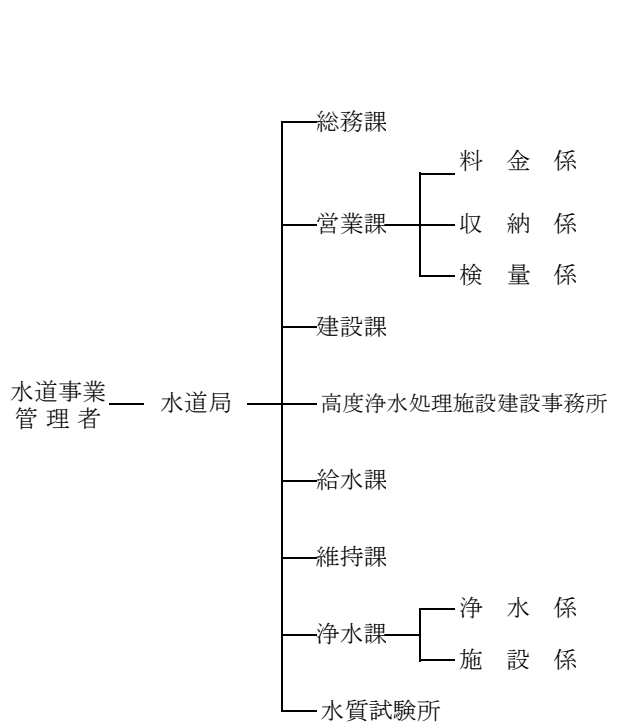 総務課
料金係
営業課
収納係
検量係
建設課
水道事業
管理者
水道局
高度浄水処理施設建設事務所
給水課
維持課
浄水係
浄水課
施設係
水質試験所